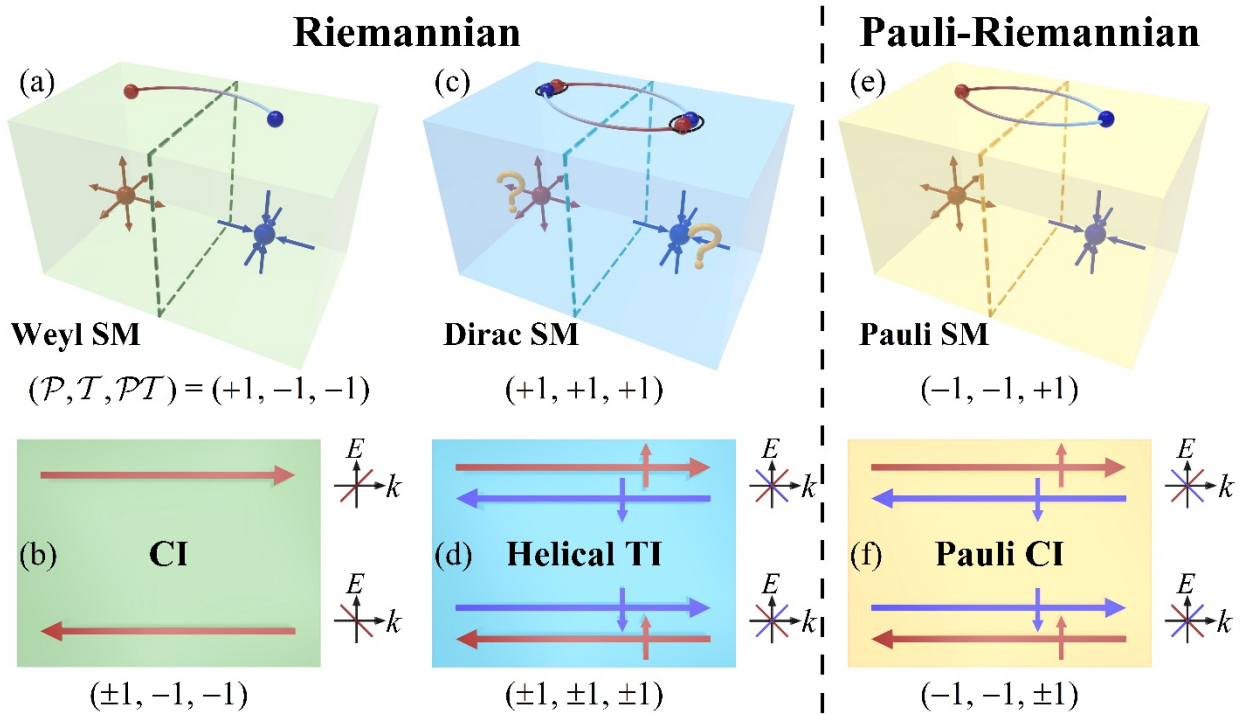 Riemannian
Pauli-Riemannian
(a)
(c)
(e)
?
?
Weyl SM
Dirac SM
Pauli SM
(𝒫, 𝒯, 𝒫𝒯) = (+1, −1, −1)
(+1, +1, +1)
(−1, −1, +1)
E
k
E
k
E
k
(b)
CI
(d)
Helical TI
(f)
Pauli CI
E
k
E
k
E
k
(±1, −1, −1)
(±1, ±1, ±1)
(−1, −1, ±1)